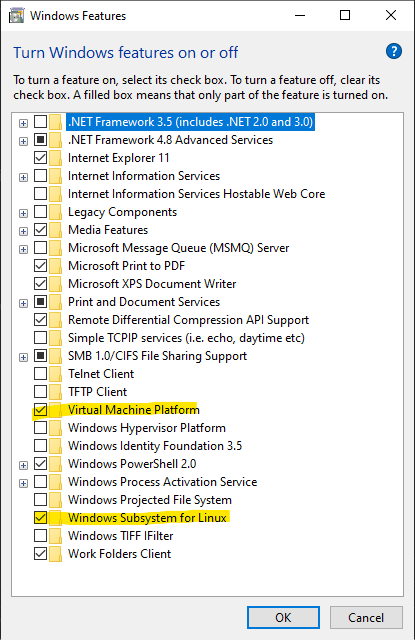 Windows Features
Turn Windows features on or off
?
To turn a feature on, select its check box. To turn a feature off, clear its
check box. A filled box means that only part of the feature is turned on.
.NET Framework 3.5 (includes .NET 2.0 and 3.0)
.NET Framework 4.8 Advanced Services
Internet Explorer 11
Internet Information Services
Internet Information Services Hostable Web Core
Legacy Components
Media Features
Microsoft Message Queue (MSMQ) Server
Microsoft Print to PDF
Microsoft XPS Document Writer
Print and Document Services
Remote Differential Compression API Support
Simple TCPIP services (i.e. echo, daytime etc)
SMB 1.0/CIFS File Sharing Support
Telnet Client
TFTP Client
Virtual Machine Platform
Windows Hypervisor Platform
Windows Identity Foundation 3.5
Windows PowerShell 2.0
Windows Process Activation Service
Windows Projected File System
Windows Subsystem for Linux
Windows TIFF IFilter
Work Folders Client
OK
Cancel